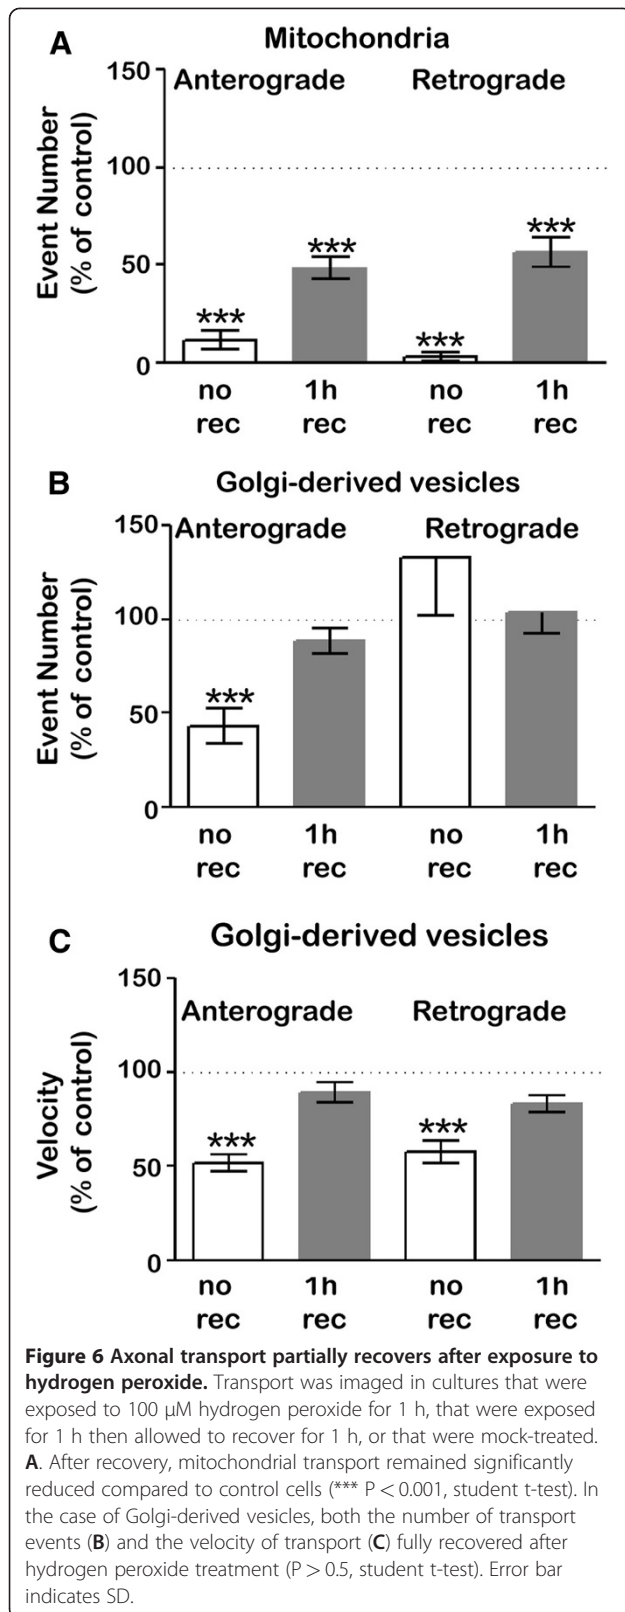 A
Mitochondria
Anterograde Retrograde
Event Number
(% of control)
150
100
50
0
*** *** *** ***
no 1h no 1h
rec rec rec rec
B
Golgi-derived vesicles
Anterograde Retrograde
Event Number
(% of control)
150
100
50
0
***
no 1h no 1h
rec rec rec rec
C
Golgi-derived vesicles
Anterograde Retrograde
Velocity
(% of control)
150
100
50
0
*** ***
no 1h no 1h
rec rec rec rec
Figure 6 Axonal transport partially recovers after exposure to
hydrogen peroxide. Transport was imaged in cultures that were
exposed to 100 μM hydrogen peroxide for 1 h, that were exposed
for 1 h then allowed to recover for 1 h, or that were mock-treated.
A. After recovery, mitochondrial transport remained significantly
reduced compared to control cells (*** P < 0.001, student t-test). In
the case of Golgi-derived vesicles, both the number of transport
events (B) and the velocity of transport (C) fully recovered after
hydrogen peroxide treatment (P > 0.5, student t-test). Error bar
indicates SD.